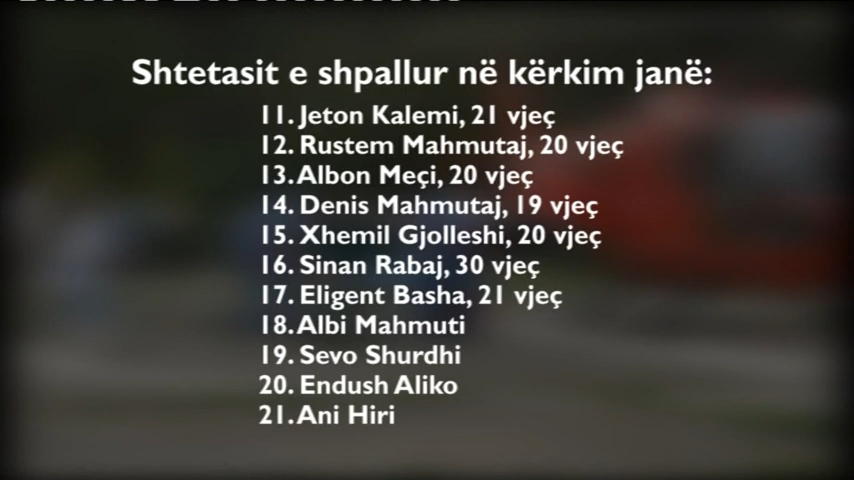 Shtetasit e shpallur në kërkim janë:
11. Jeton Kalemi, 21 vjeç
12. Rustem Mahmutaj, 20 vjeç
13. Albon Meçi, 20 vjeç
14. Denis Mahmutaj, 19 vjeç
15. Xhemil Gjolleshi, 20 vjeç
16. Sinan Rabaj, 30 vjeç
17. Eligent Basha, 21 vjeç
18. Albi Mahmuti
19. Sevo Shurdhi
20. Endush Aliko
21. Ani Hiri